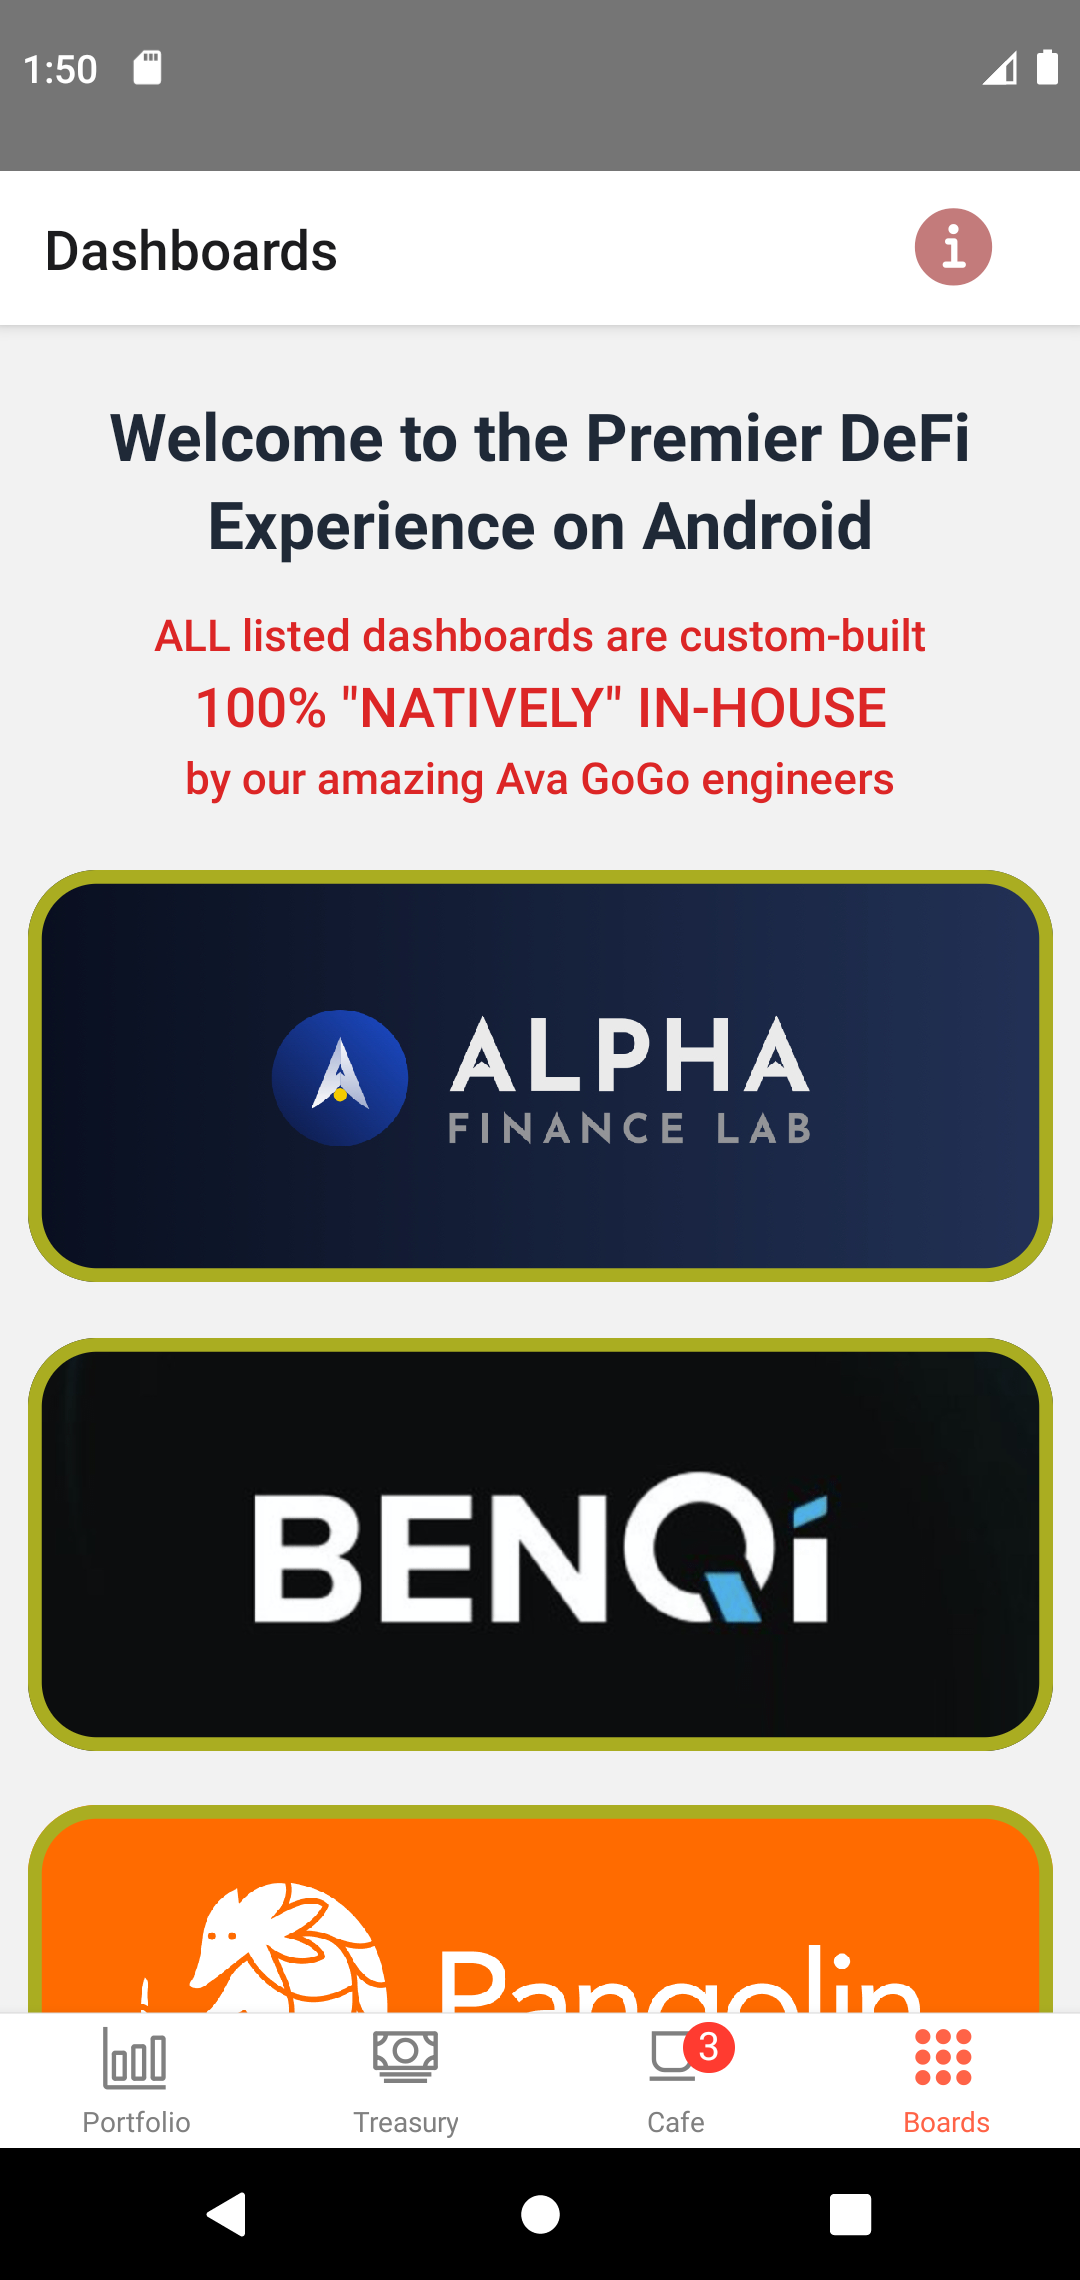 1:50
Dashboards
Welcome to the Premier DeFi
Experience on Android
ALL listed dashboards are custom-built
100% "NATIVELY" IN-HOUSE
by our amazing Ava GoGo engineers
ALPHA
FINANCE LAB
BENQi
Pangolin
3
Portfolio
Treasury
Cafe
Boards